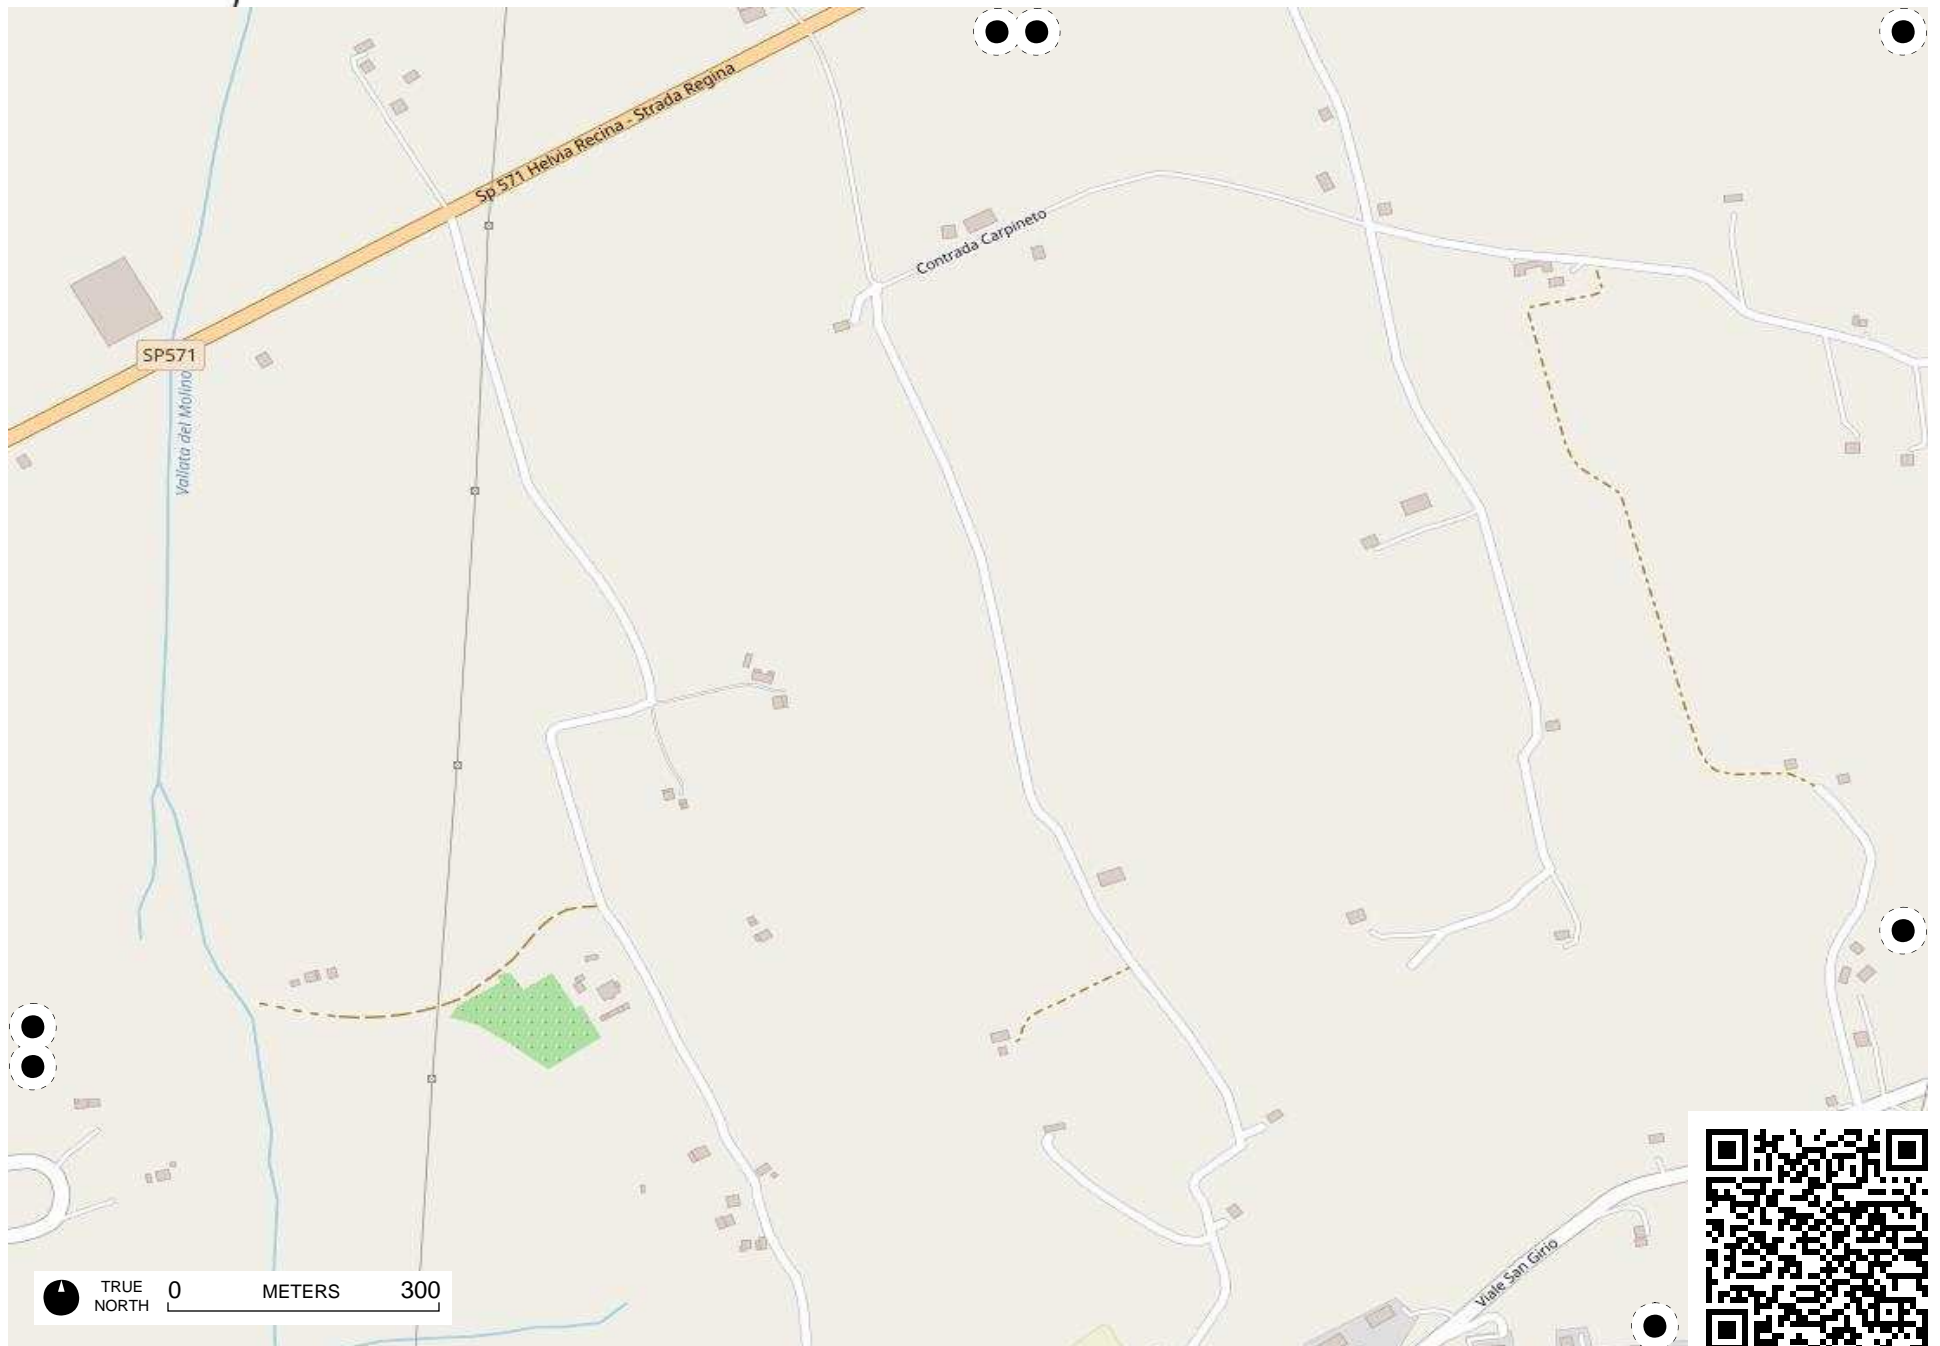 Sp 571 Helvia Recina - Strada Regina
Contrada Carpineto
SP571
Vallata del Molino
Viale San Girio
TRUE NORTH
0 METERS 300